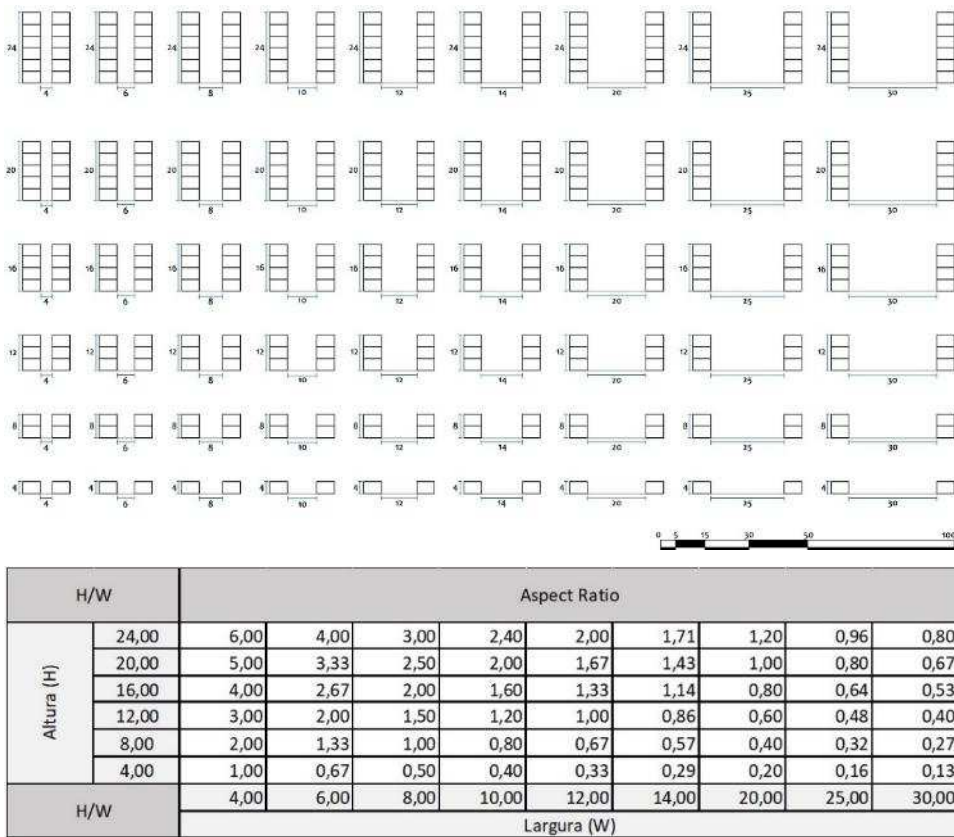 24 24 24 24 24 24 24 24 24
4 6 8 10 12 14 20 25 30
20 20 20 20 20 20 20 20 20
4 6 8 10 12 14 20 25 30
16 16 16 16 16 16 16 16 16
4 6 8 10 12 14 20 25 30
12 12 12 12 12 12 12 12 12
4 6 8 10 12 14 20 25 30
8 8 8 8 8 8 8 8 8
4 6 8 10 12 14 20 25 30
4 4 4 4 4 4 4 4 4
4 6 8 10 12 14 20 25 30
0 5 15 30 50 100
H/W Aspect Ratio
Altura (H)
24,00 6,00 4,00 3,00 2,40 2,00 1,71 1,20 0,96 0,80
20,00 5,00 3,33 2,50 2,00 1,67 1,43 1,00 0,80 0,67
16,00 4,00 2,67 2,00 1,60 1,33 1,14 0,80 0,64 0,53
12,00 3,00 2,00 1,50 1,20 1,00 0,86 0,60 0,48 0,40
8,00 2,00 1,33 1,00 0,80 0,67 0,57 0,40 0,32 0,27
4,00 1,00 0,67 0,50 0,40 0,33 0,29 0,20 0,16 0,13
H/W 4,00 6,00 8,00 10,00 12,00 14,00 20,00 25,00 30,00
Largura (W)